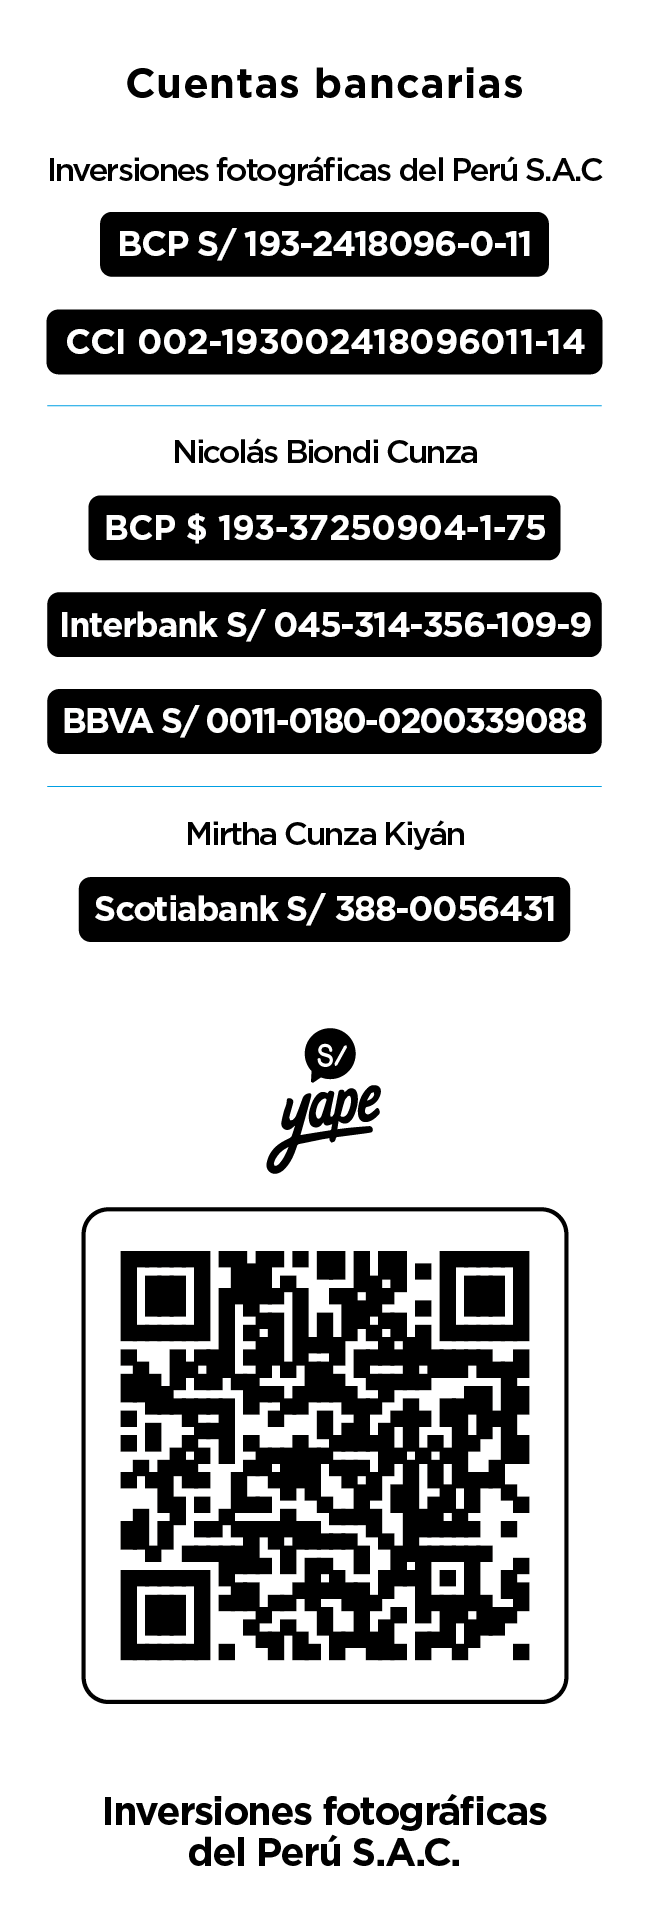 Cuentas bancarias
Inversiones fotográficas del Perú S.A.C
BCP S/ 193-2418096-0-11
CCI 002-193002418096011-14
Nicolás Biondi Cunza
BCP $ 193-37250904-1-75
Interbank S/ 045-314-356-109-9
BBVA S/ 0011-0180-0200339088
Mirtha Cunza Kiyán
Scotiabank S/ 388-0056431
S/
yape
Inversiones fotográficas
del Perú S.A.C.